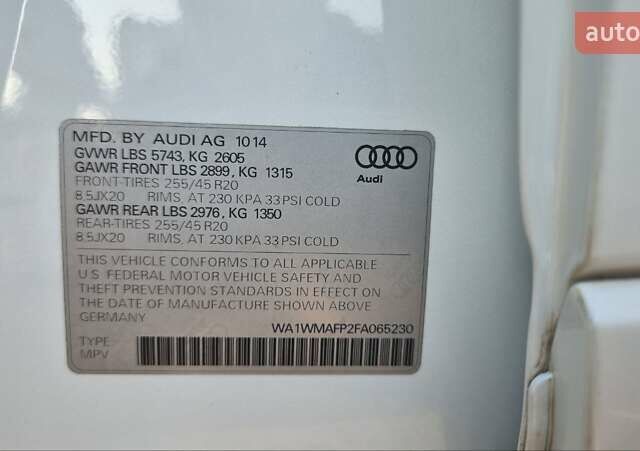 auto
MFD. BY AUDI AG 10 14
GVWR LBS 5743, KG 2605
GAWR FRONT LBS 2899, KG 1315
FRONT-TIRES 255/45 R20
8.5JX20 RIMS, AT 230 KPA 33 PSI COLD
GAWR REAR LBS 2976, KG 1350
REAR-TIRES 255/45 R20
8.5JX20 RIMS, AT 230 KPA 33 PSI COLD
Audi
THIS VEHICLE CONFORMS TO ALL APPLICABLE
U.S. FEDERAL MOTOR VEHICLE SAFETY AND
THEFT PREVENTION STANDARDS IN EFFECT ON
THE DATE OF MANUFACTURE SHOWN ABOVE
GERMANY
WA1WMAFP2FA065230
TYPE
MPV